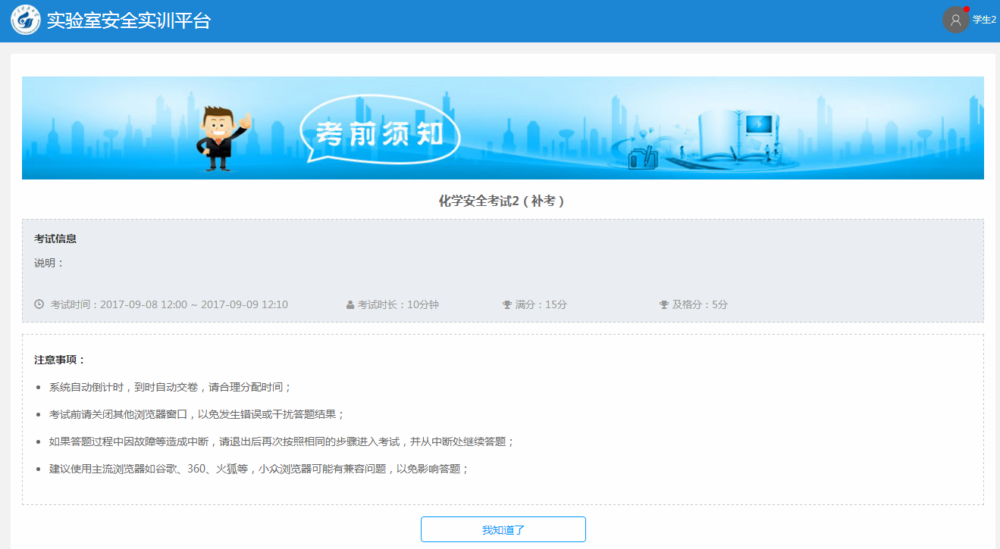 实验室安全实训平台
学生2
考前须知
化学安全考试2（补考）
考试信息
说明：
考试时间：2017-09-08 12:00 ~ 2017-09-09 12:10 考试时长：10分钟 满分：15分 及格分：5分
注意事项：
系统自动倒计时，到时自动交卷，请合理分配时间；
考试前请关闭其他浏览器窗口，以免发生错误或干扰答题结果；
如果答题过程中因故障等造成中断，请退出后再次按照相同的步骤进入考试，并从中断处继续答题；
建议使用主流浏览器如谷歌、360、火狐等，小众浏览器可能有兼容问题，以免影响答题；
我知道了